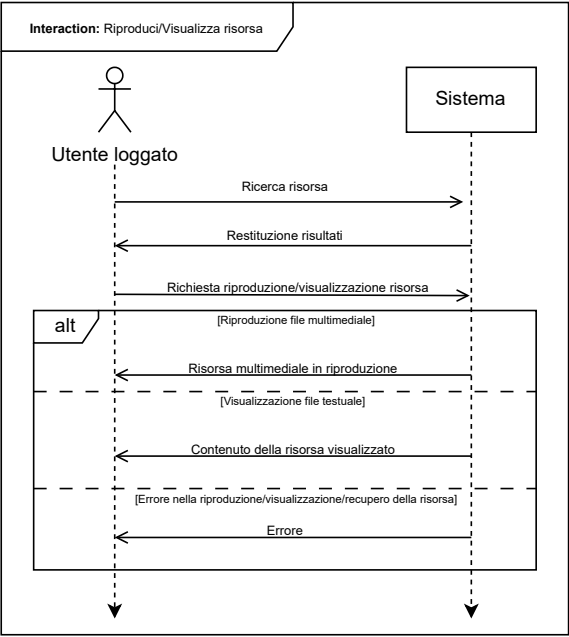 Interaction: Riproduci/Visualizza risorsa
Sistema
Utente loggato
Ricerca risorsa
Restituzione risultati
Richiesta riproduzione/visualizzazione risorsa
alt
[Riproduzione file multimediale]
Risorsa multimediale in riproduzione
[Visualizzazione file testuale]
Contenuto della risorsa visualizzato
[Errore nella riproduzione/visualizzazione/recupero della risorsa]
Errore